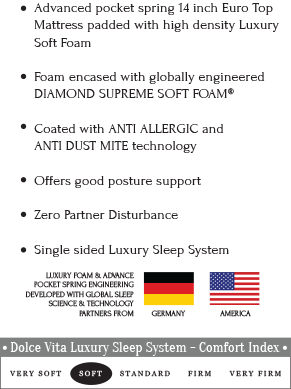 • Advanced pocket spring 14 inch Euro Top
Mattress padded with high density Luxury
Soft Foam
• Foam encased with globally engineered
DIAMOND SUPREME SOFT FOAM®
• Coated with ANTI ALLERGIC and
ANTI DUST MITE technology
• Offers good posture support
• Zero Partner Disturbance
• Single sided Luxury Sleep System
LUXURY FOAM & ADVANCE
POCKET SPRING ENGINEERING
DEVELOPED WITH GLOBAL SLEEP
SCIENCE & TECHNOLOGY
PARTNERS FROM
GERMANY
AMERICA
• Dolce Vita Luxury Sleep System – Comfort Index •
VERY SOFT SOFT STANDARD FIRM VERY FIRM